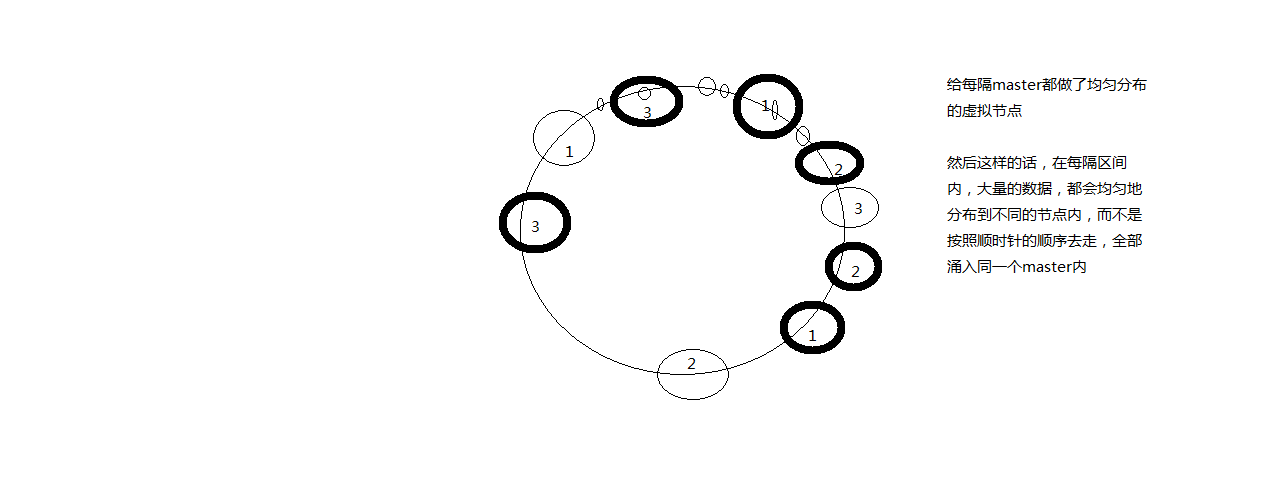 3
1
1
2
3
3
2
1
2
给每隔master都做了均匀分布
的虚拟节点
然后这样的话，在每隔区间
内，大量的数据，都会均匀地
分布到不同的节点内，而不是
按照顺时针的顺序去走，全部
涌入同一个master内